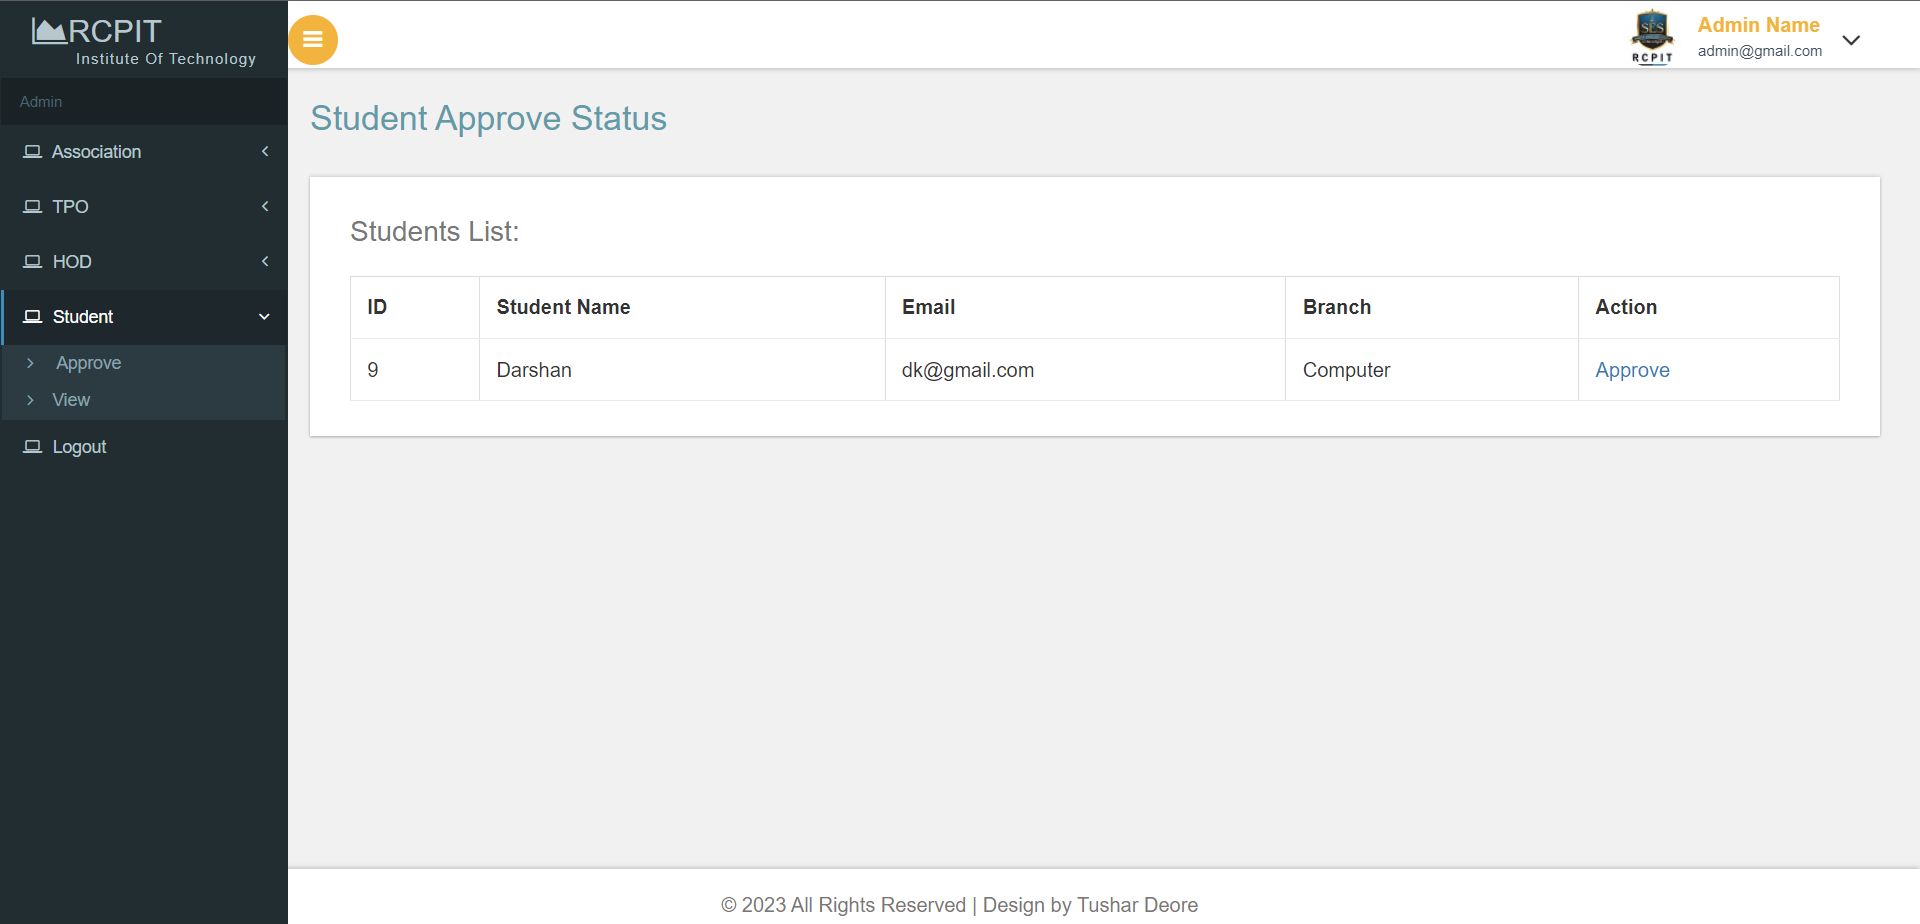 RCPIT
Institute Of Technology
Admin
Association
TPO
HOD
Student
Approve
View
Logout
SES
RCPIT
Admin Name
admin@gmail.com
Student Approve Status
Students List:
ID Student Name Email Branch Action
9 Darshan dk@gmail.com Computer Approve
© 2023 All Rights Reserved | Design by Tushar Deore